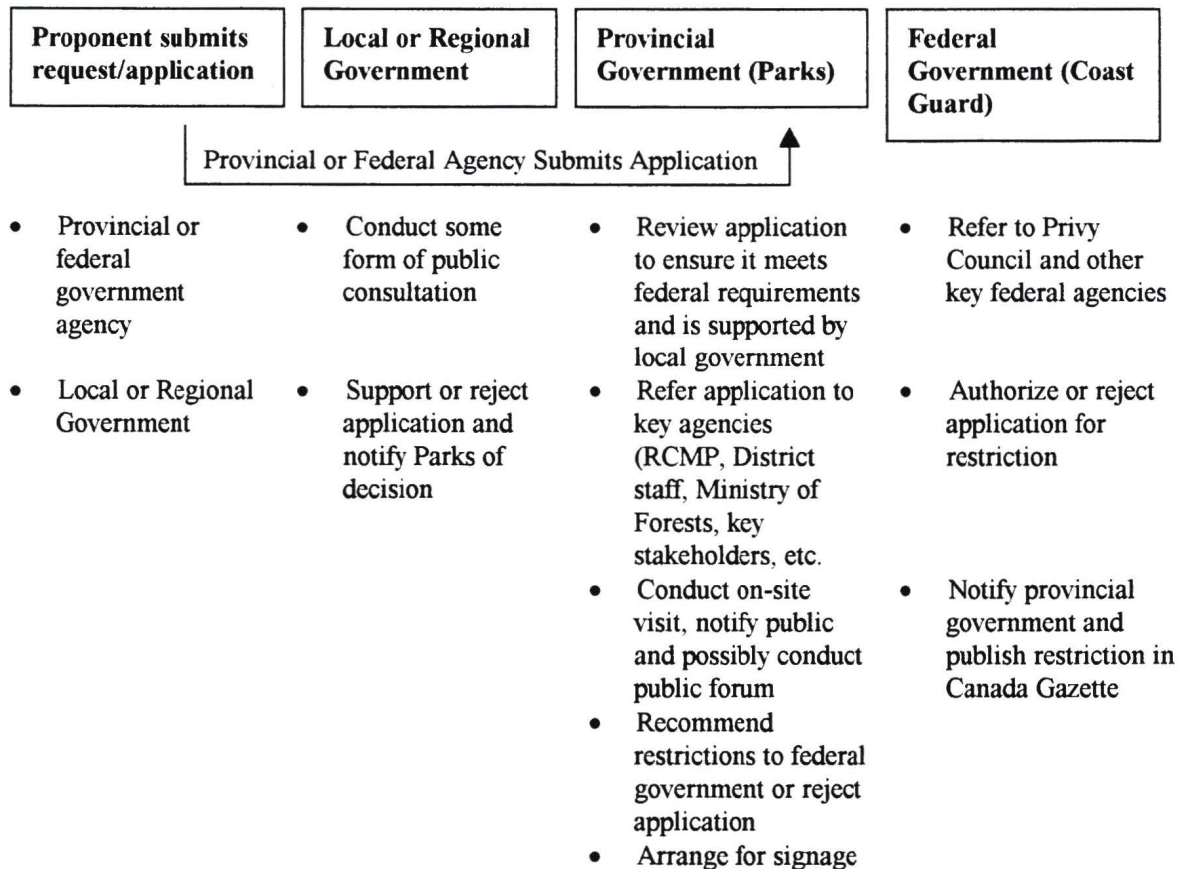 Proponent submits
request/application
Local or Regional
Government
Provincial
Government (Parks)
Federal
Government (Coast
Guard)
Provincial or Federal Agency Submits Application
• Provincial or
federal
government
agency
• Local or Regional
Government
• Conduct some
form of public
consultation
• Support or reject
application and
notify Parks of
decision
• Review application
to ensure it meets
federal requirements
and is supported by
local government
• Refer application to
key agencies
(RCMP, District
staff, Ministry of
Forests, key
stakeholders, etc.
• Conduct on-site
visit, notify public
and possibly conduct
public forum
• Recommend
restrictions to federal
government or reject
application
• Arrange for signage
• Refer to Privy
Council and other
key federal agencies
• Authorize or reject
application for
restriction
• Notify provincial
government and
publish restriction in
Canada Gazette